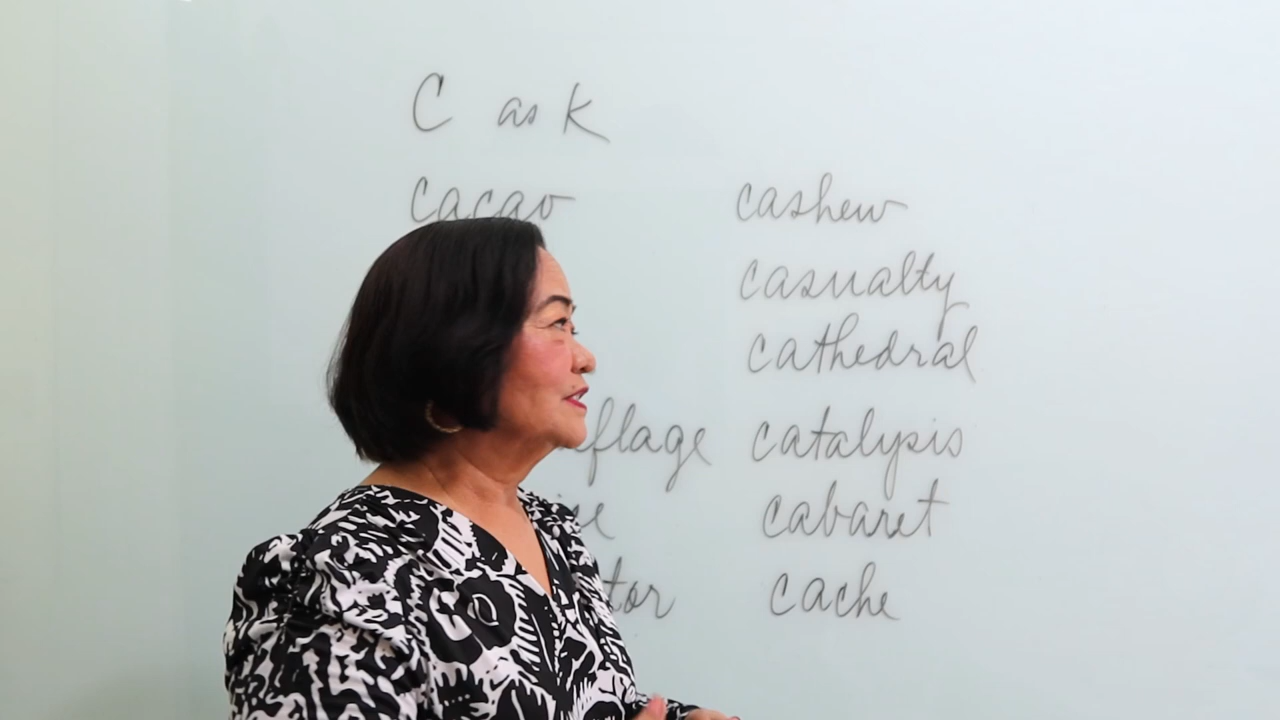 C as K
cacao
flage
tor
cashew
casualty
cathedral
catalysis
cabaret
cache